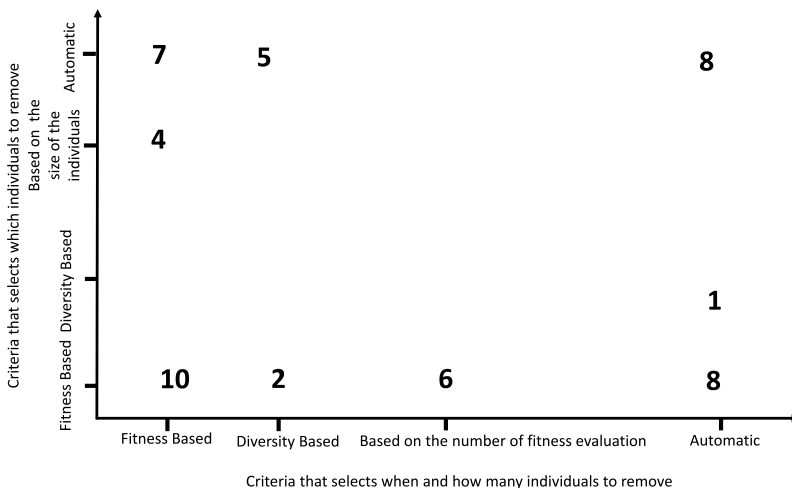 Criteria that selects which individuals to remove
Automatic
Based on the
size of the
individuals
Diversity Based
Fitness Based
7
5
8
4
1
10
2
6
8
Fitness Based
Diversity Based
Based on the number of fitness evaluation
Automatic
Criteria that selects when and how many individuals to remove